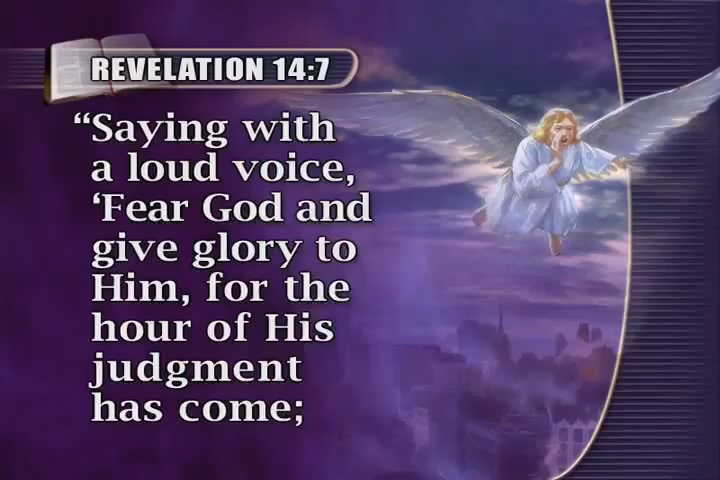 REVELATION 14:7
“Saying with
a loud voice,
‘Fear God and
give glory to
Him, for the
hour of His
judgment
has come;